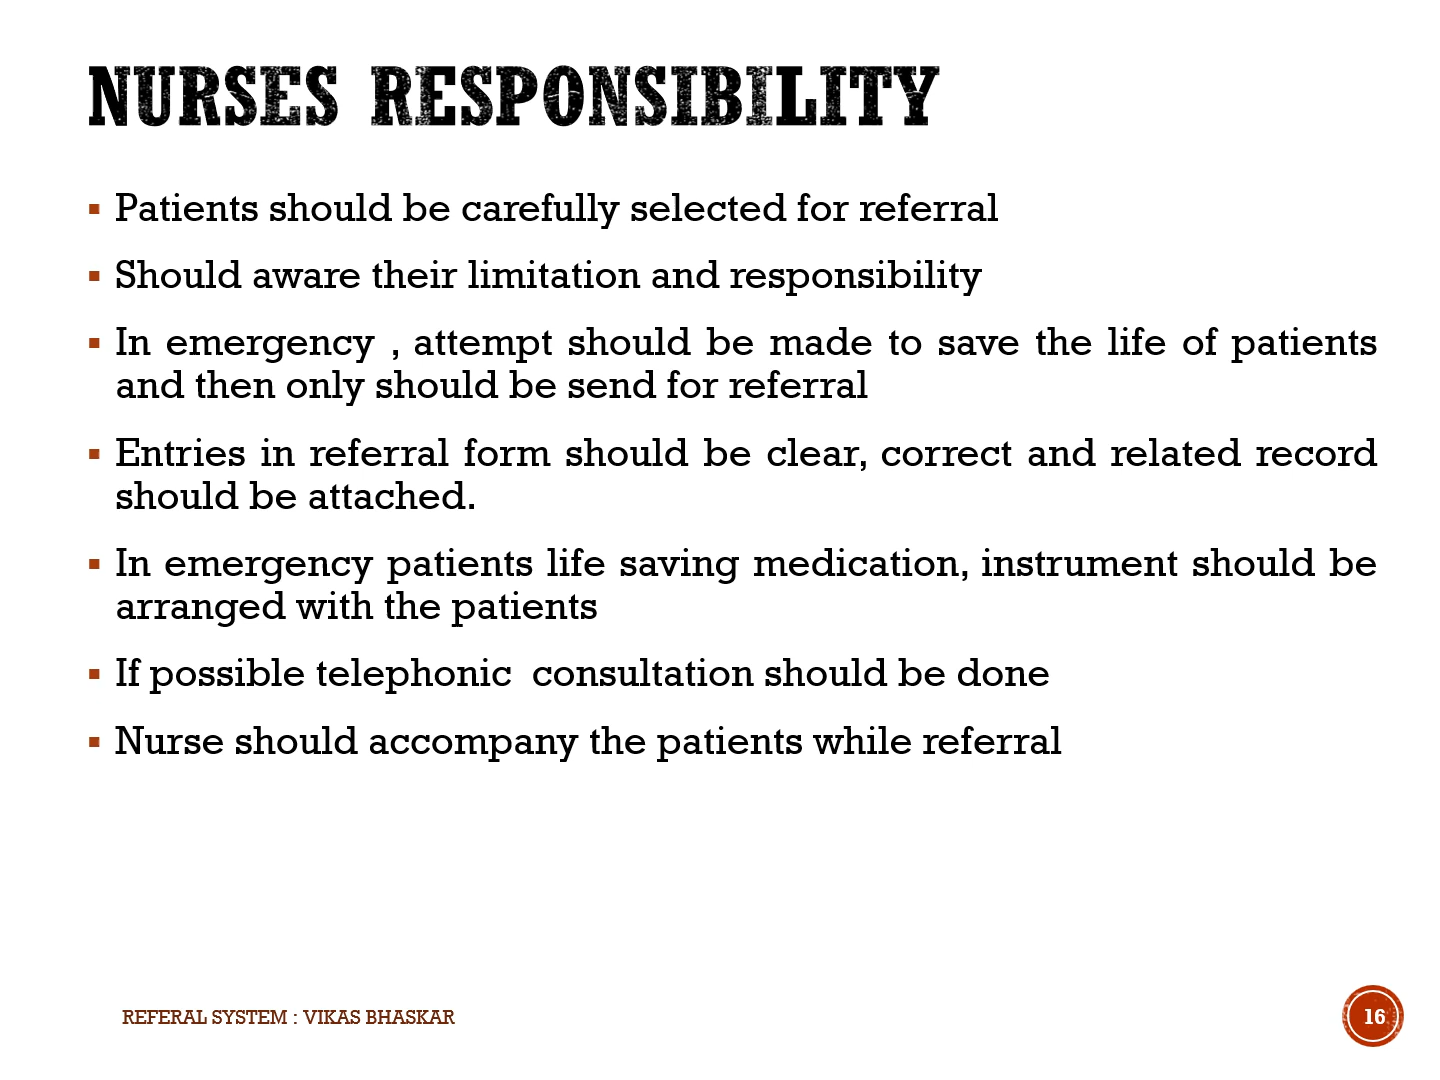 NURSES RESPONSIBILITY
▪ Patients should be carefully selected for referral
▪ Should aware their limitation and responsibility
▪ In emergency , attempt should be made to save the life of patients
and then only should be send for referral
▪ Entries in referral form should be clear, correct and related record
should be attached.
▪ In emergency patients life saving medication, instrument should be
arranged with the patients
▪ If possible telephonic  consultation should be done
▪ Nurse should accompany the patients while referral
REFERAL SYSTEM : VIKAS BHASKAR
16